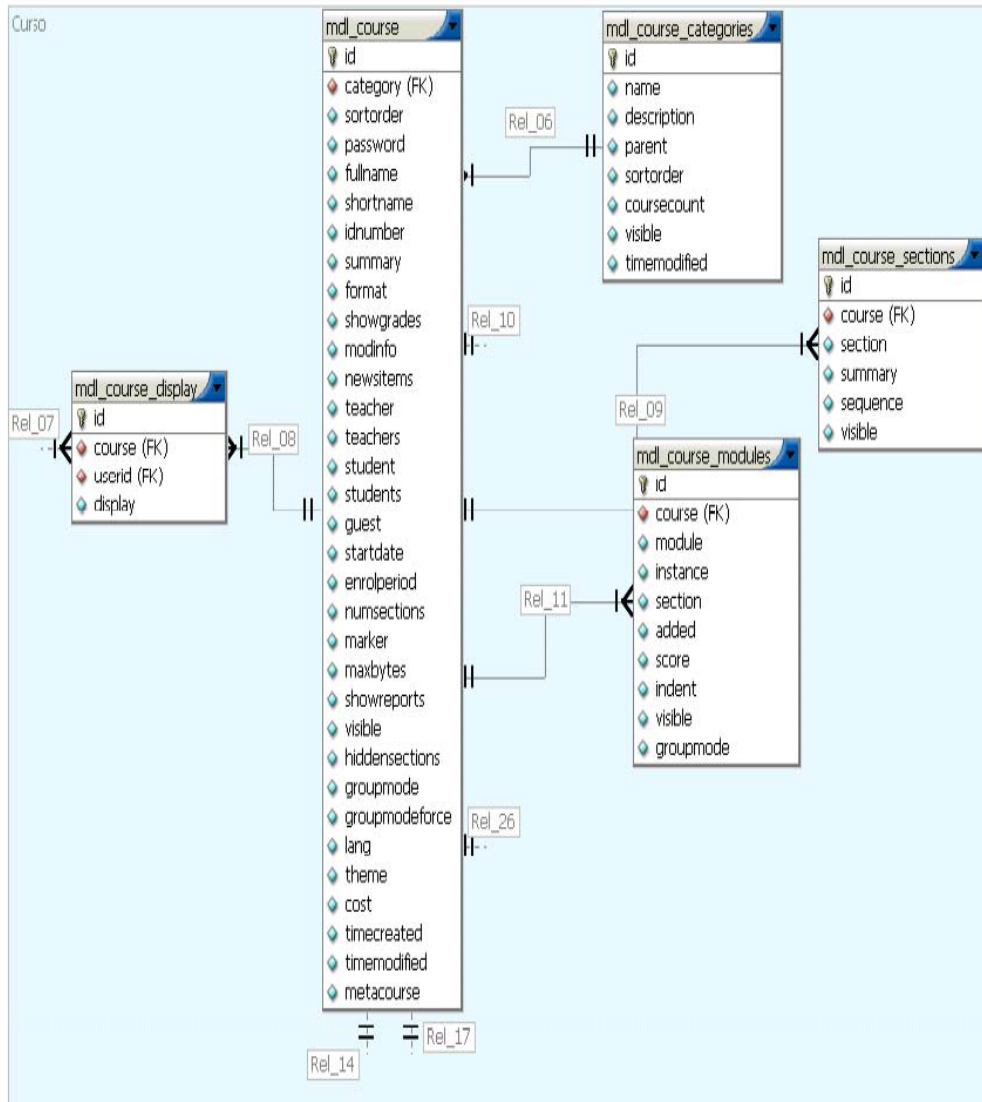 Curso
mdl_course
id
category (FK)
sortorder
password
fullname
shortname
idnumber
summary
format
showgrades
modinfo
newsitems
teacher
teachers
student
students
guest
startdate
enrolperiod
numsections
marker
maxbytes
showreports
visible
hiddensections
groupmode
groupmodeforce
lang
theme
cost
timecreated
timemodified
metacourse
mdl_course_categories
id
name
description
parent
sortorder
coursecount
visible
timemodified
Rel_06
mdl_course_sections
id
course (FK)
section
summary
sequence
visible
Rel_10
Rel_09
mdl_course_display
id
course (FK)
userid (FK)
display
Rel_07
Rel_08
mdl_course_modules
id
course (FK)
module
instance
section
added
score
indent
visible
groupmode
Rel_11
Rel_26
Rel_14
Rel_17